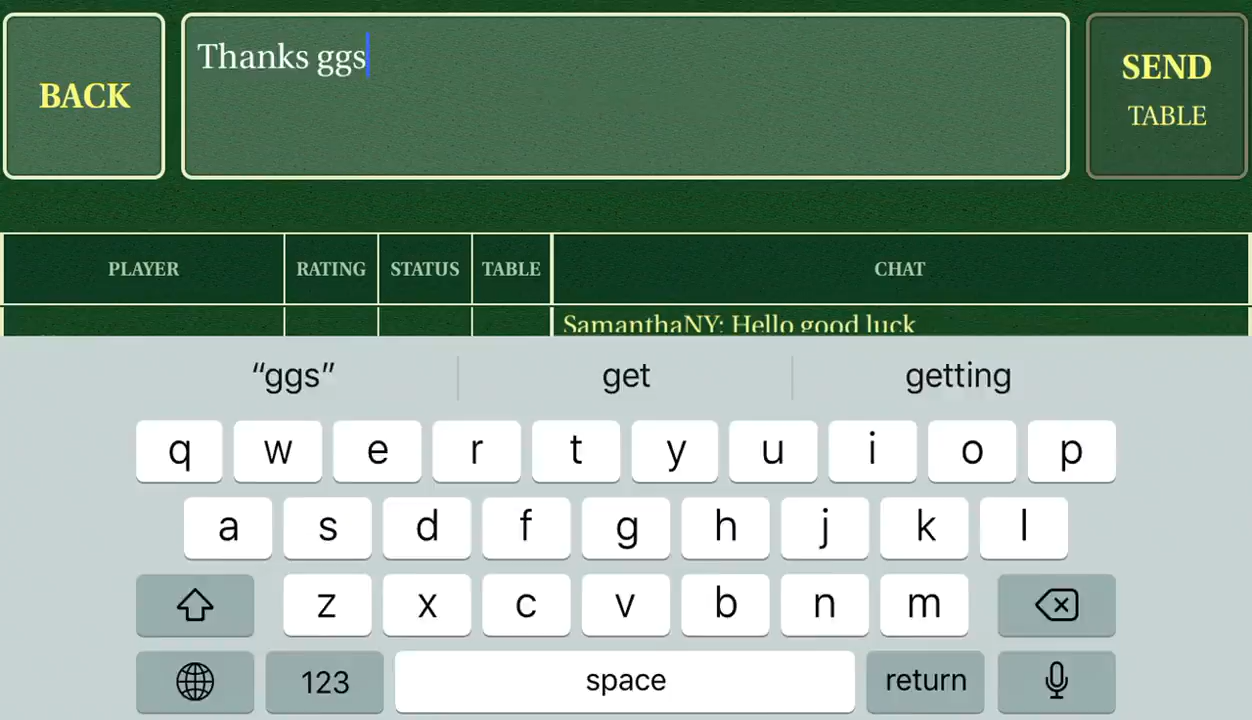 BACK
Thanks ggs
SEND
TABLE
PLAYER RATING STATUS TABLE CHAT
SamanthaNY: Hello good luck
“ggs” get getting
q w e r t y u i o p
a s d f g h j k l
z x c v b n m
123 space return